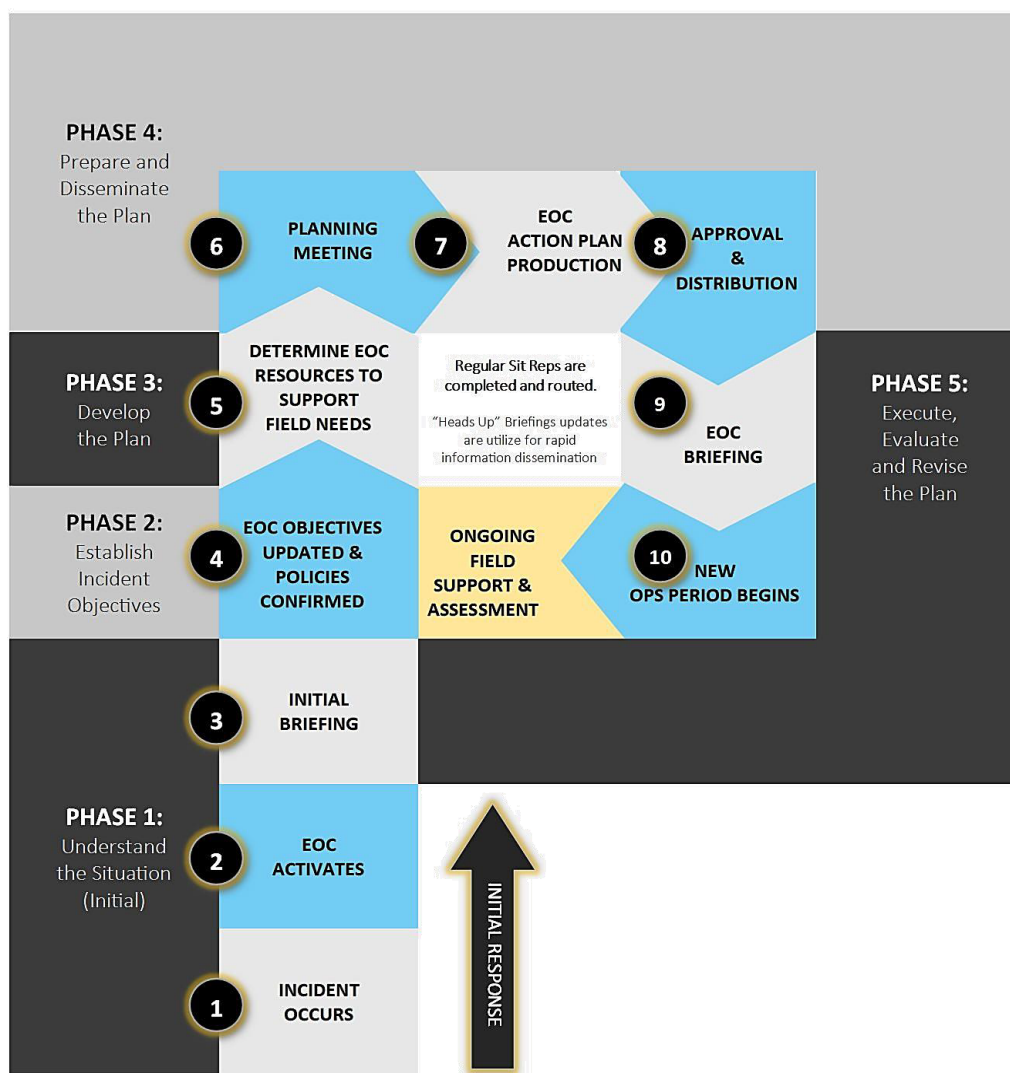 PHASE 4:
Prepare and
Disseminate
the Plan
6
PLANNING
MEETING
7
EOC
ACTION PLAN
PRODUCTION
8
APPROVAL
&
DISTRIBUTION
PHASE 3:
Develop
the Plan
5
DETERMINE EOC
RESOURCES TO
SUPPORT
FIELD NEEDS
Regular Sit Reps are
completed and routed.
“Heads Up” Briefings updates
are utilize for rapid
information dissemination
9
EOC
BRIEFING
PHASE 5:
Execute,
Evaluate
and Revise
the Plan
PHASE 2:
Establish
Incident
Objectives
4
EOC OBJECTIVES
UPDATED &
POLICIES
CONFIRMED
ONGOING
FIELD
SUPPORT &
ASSESSMENT
10
NEW
OPS PERIOD BEGINS
3
INITIAL
BRIEFING
PHASE 1:
Understand
the Situation
(Initial)
2
EOC
ACTIVATES
1
INCIDENT
OCCURS
INITIAL RESPONSE